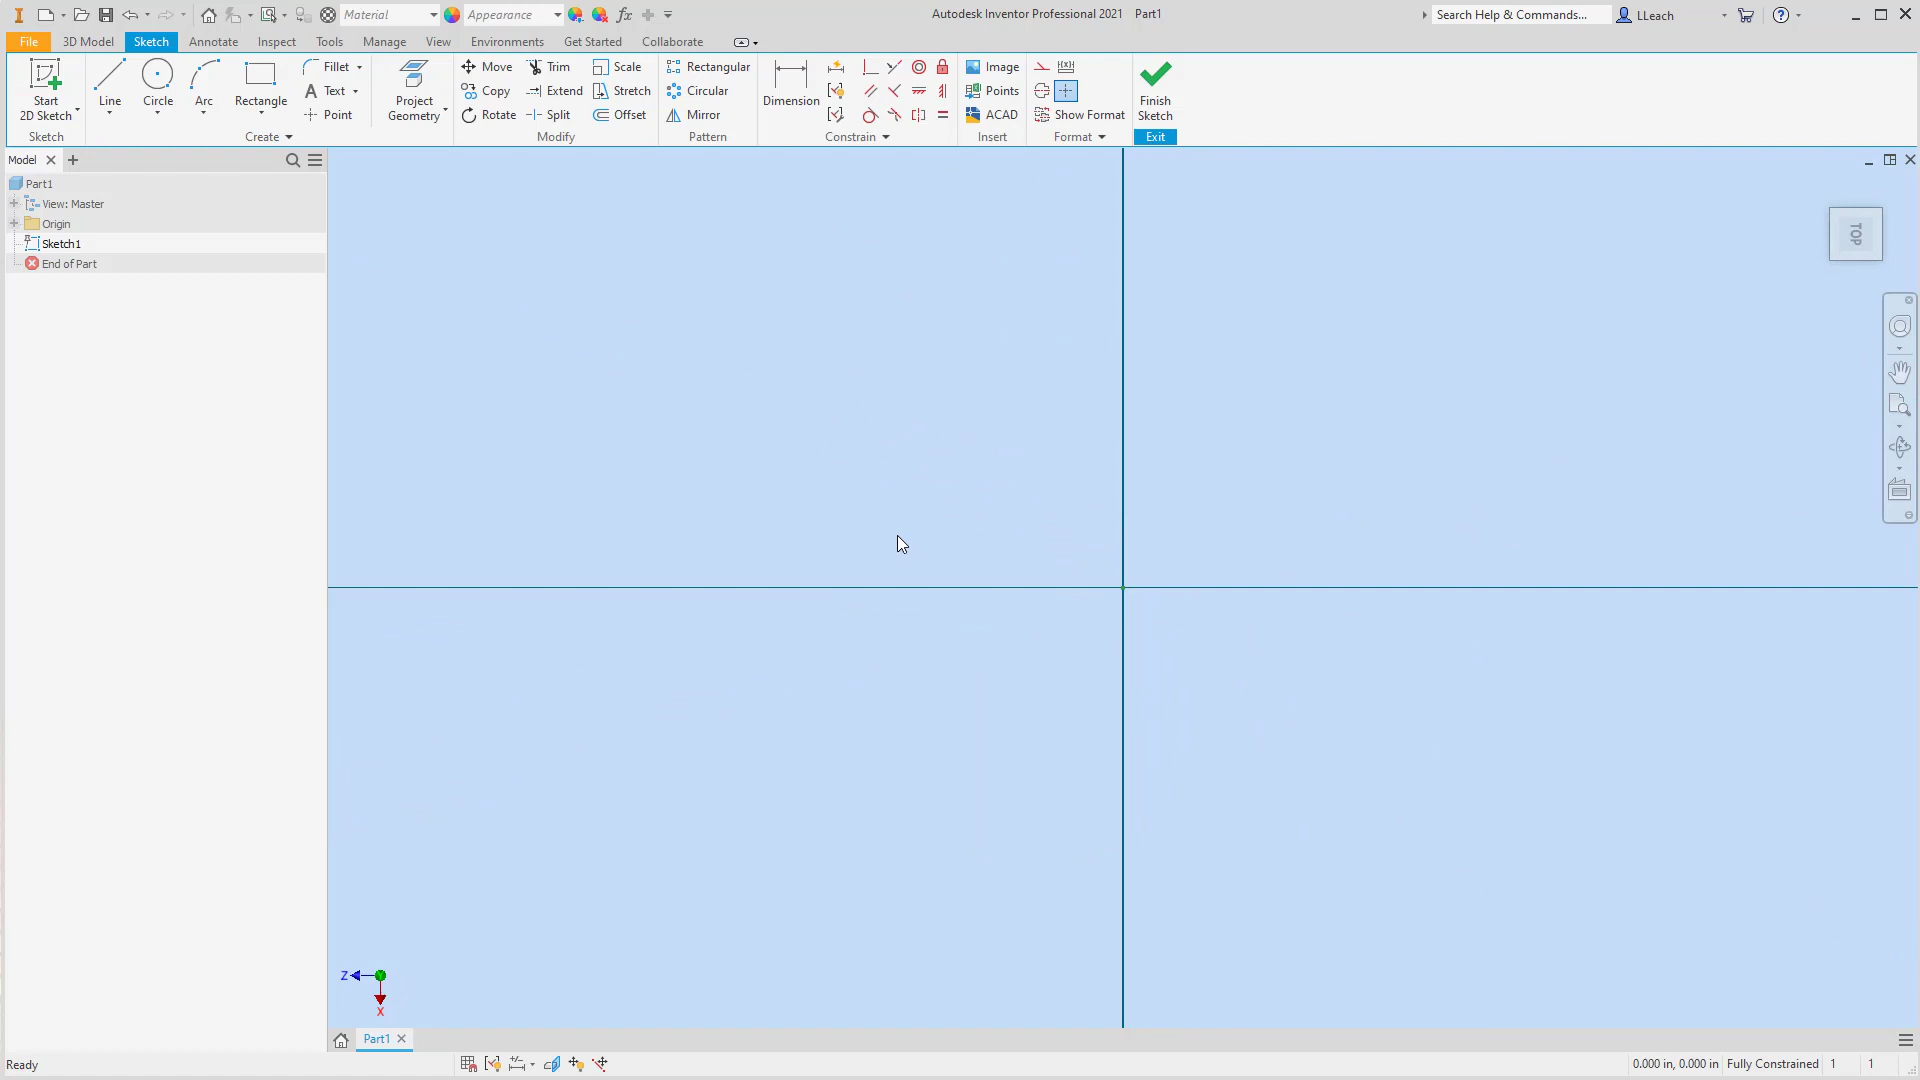 Material
Appearance
Autodesk Inventor Professional 2021 Part1
Search Help & Commands...
LLeach
File
3D Model
Sketch
Annotate
Inspect
Tools
Manage
View
Environments
Get Started
Collaborate
Start
2D Sketch
Line
Circle
Arc
Rectangle
Fillet
Text
Point
Project
Geometry
Move
Copy
Rotate
Trim
Extend
Split
Scale
Stretch
Offset
Rectangular
Circular
Mirror
Dimension
Image
Points
ACAD
Show Format
Finish
Sketch
Sketch
Create
Modify
Pattern
Constrain
Insert
Format
Exit
Model
Part1
View: Master
Origin
Sketch1
End of Part
TOP
Z
X
Part1
Ready
0.000 in, 0.000 in Fully Constrained 1 1